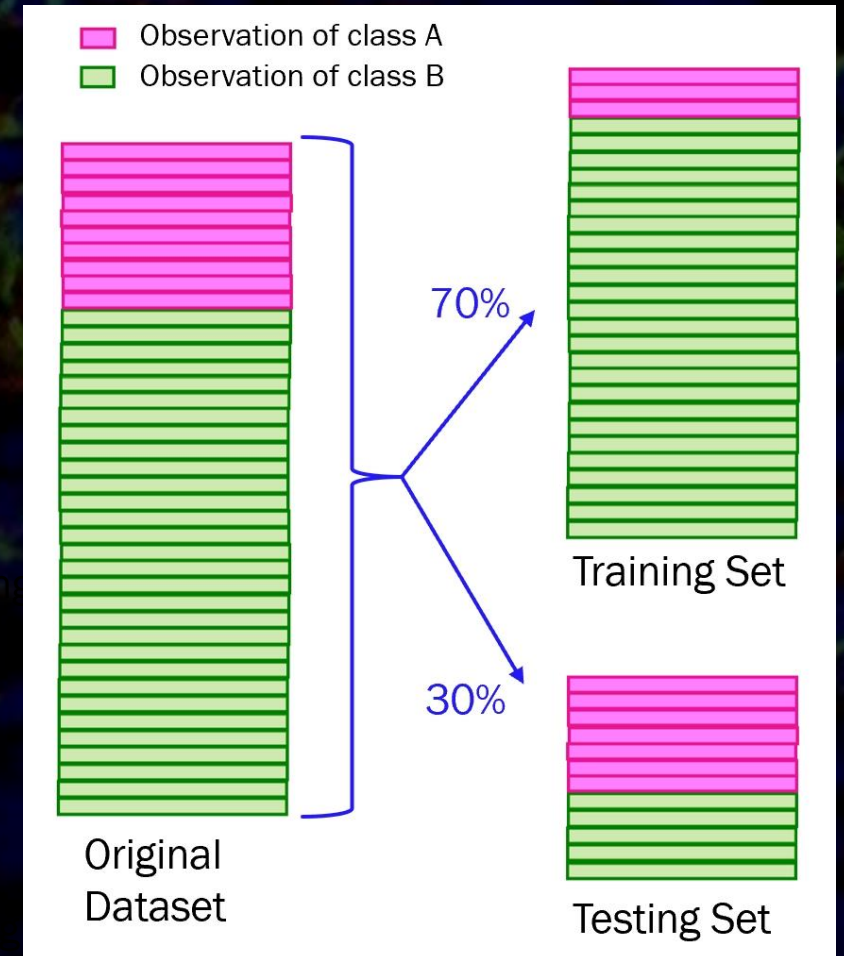 Observation of class A
Observation of class B
70%
Training Set
30%
Original
Dataset
Testing Set